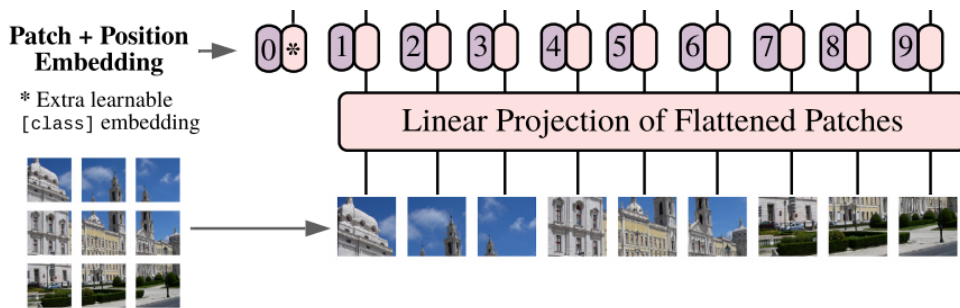 Patch + Position
Embedding
0 * 1 2 3 4 5 6 7 8 9
* Extra learnable
[class] embedding
Linear Projection of Flattened Patches